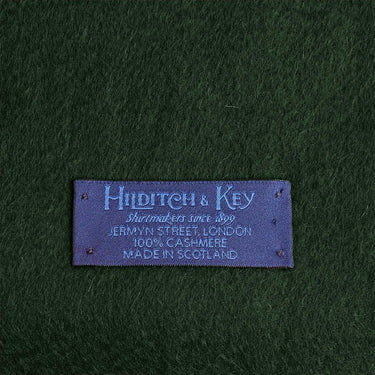 HILDITCH & KEY
Shirtmakers since 1899
JERMYN STREET, LONDON
100% CASHMERE
MADE IN SCOTLAND